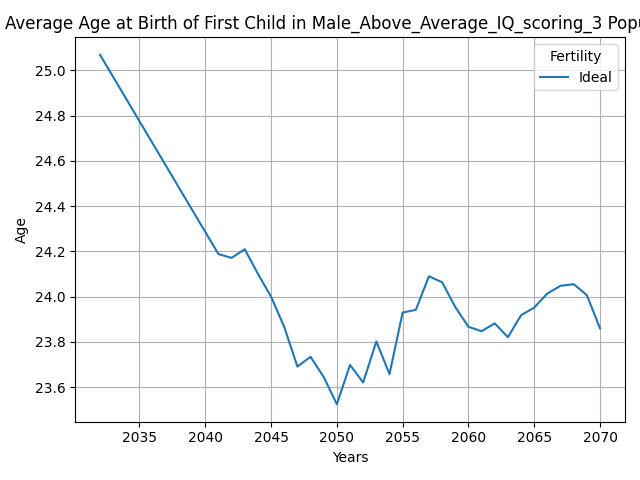 Average Age at Birth of First Child in Male_Above_Average_IQ_scoring_3 Popu
Fertility
Ideal
25.0
24.8
24.6
24.4
24.2
24.0
23.8
23.6
Age
2035 2040 2045 2050 2055 2060 2065 2070
Years